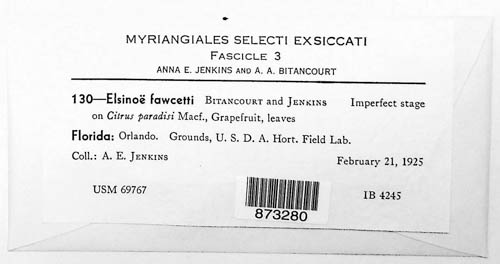 MYRIANGIALES SELECTI EXSICCATI
FASCICLE 3
ANNA E. JENKINS AND A. A. BITANCOURT
130—Elsinoë fawcetti BITANCOURT and JENKINS Imperfect stage
on Citrus paradisi Macf., Grapefruit, leaves
Florida: Orlando. Grounds, U. S. D. A. Hort. Field Lab.
Coll.: A. E. JENKINS February 21, 1925
USM 69767 IB 4245
873280